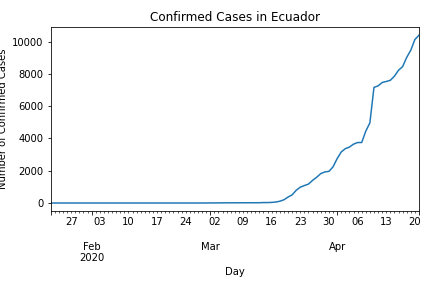 Confirmed Cases in Ecuador
Number of Confirmed Cases
10000
8000
6000
4000
2000
0
27 03 10 17 24 02 09 16 23 30 06 13 20
Feb Mar Apr
2020
Day